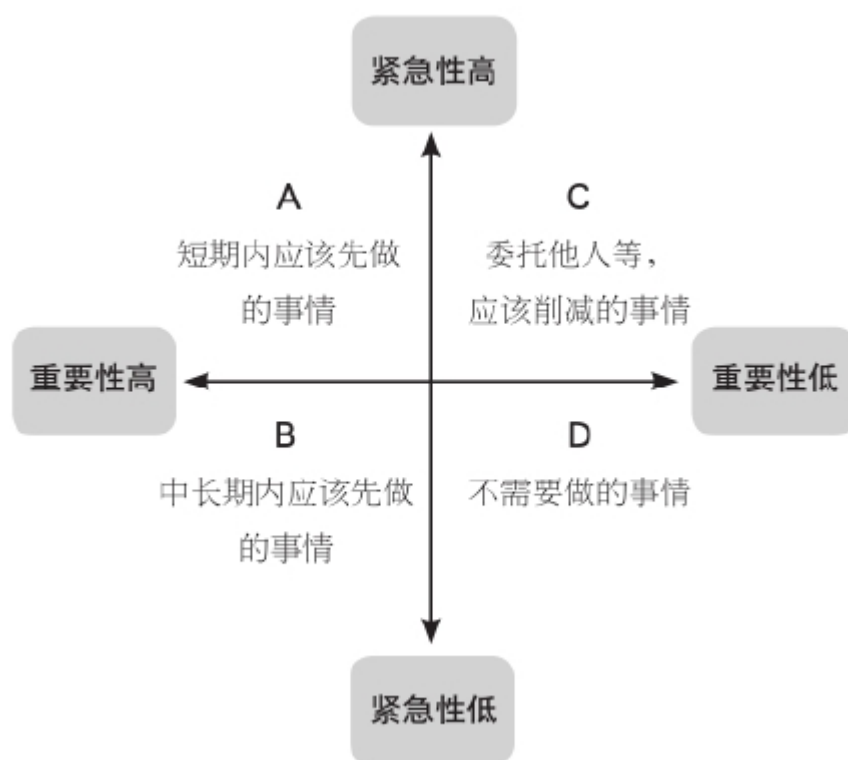 紧急性高
A
短期内应该先做
的事情
C
委托他人等，
应该削减的事情
重要性高
重要性低
B
中长期内应该先做
的事情
D
不需要做的事情
紧急性低